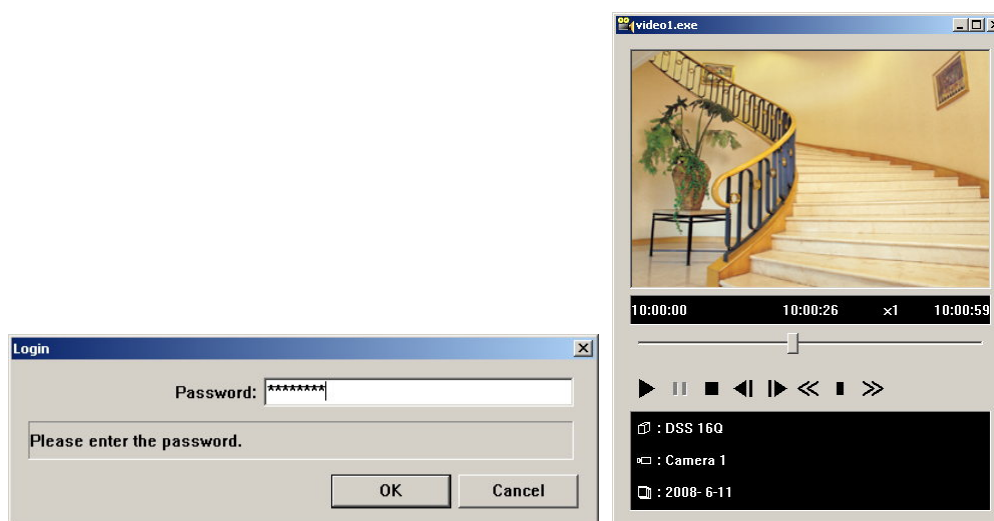 Login
Password: ********
Please enter the password.
OK Cancel
video1.exe
10:00:00 10:00:26 x1 10:00:59
: DSS 16Q
: Camera 1
: 2008- 6-11